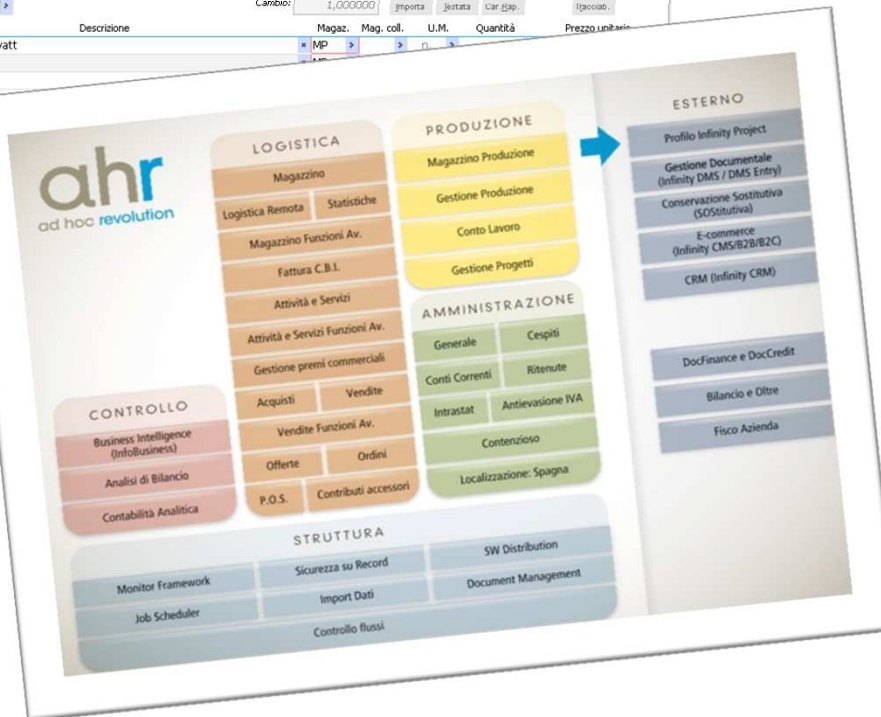 Cambio: 1,000000 Importa Testata Car.Rap. Tracciab.
Descrizione Magaz. Mag. coll. U.M. Quantità Prezzo unitario
vatt MP n.
ahr
ad hoc revolution
CONTROLLO
Business Intelligence
(InfoBusiness)
Analisi di Bilancio
Contabilità Analitica
LOGISTICA
Magazzino
Logistica Remota Statistiche
Magazzino Funzioni Av.
Fattura C.B.I.
Attività e Servizi
Attività e Servizi Funzioni Av.
Gestione premi commerciali
Acquisti Vendite
Vendite Funzioni Av.
Offerte Ordini
P.O.S. Contributi accessori
PRODUZIONE
Magazzino Produzione
Gestione Produzione
Conto Lavoro
Gestione Progetti
AMMINISTRAZIONE
Generale Cespiti
Conti Correnti Ritenute
Intrastat Antievasione IVA
Contenzioso
Localizzazione: Spagna
ESTERNO
Profilo Infinity Project
Gestione Documentale
(Infinity DMS / DMS Entry)
Conservazione Sostitutiva
(SOStitutiva)
E-commerce
(Infinity CMS/B2B/B2C)
CRM (Infinity CRM)
DocFinance e DocCredit
Bilancio e Oltre
Fisco Azienda
STRUTTURA
Monitor Framework Sicurezza su Record SW Distribution
Job Scheduler Import Dati Document Management
Controllo flussi